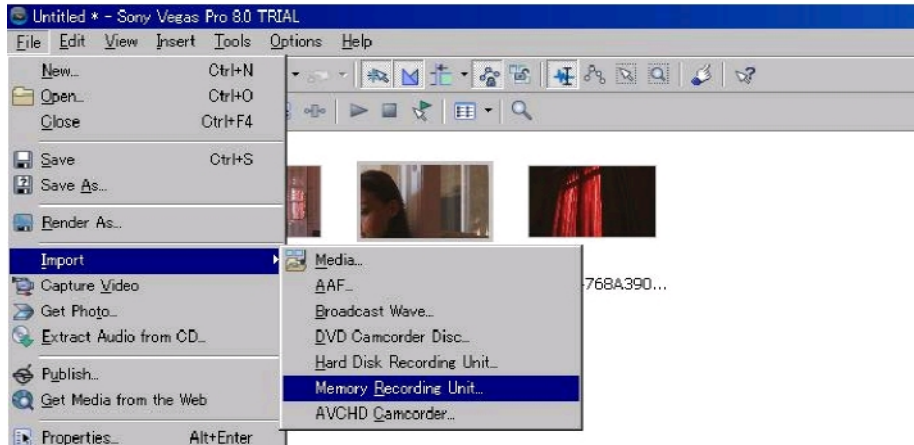 Untitled * - Sony Vegas Pro 8.0 TRIAL
File Edit View Insert Tools Options Help
New... Ctrl+N
Open... Ctrl+O
Close Ctrl+F4
Save Ctrl+S
Save As...
Render As...
Import
Capture Video
Get Photo...
Extract Audio from CD...
Publish...
Get Media from the Web
Properties... Alt+Enter
Media...
AAF...
Broadcast Wave...
DVD Camcorder Disc...
Hard Disk Recording Unit...
Memory Recording Unit...
AVCHD Camcorder...
-768A390...